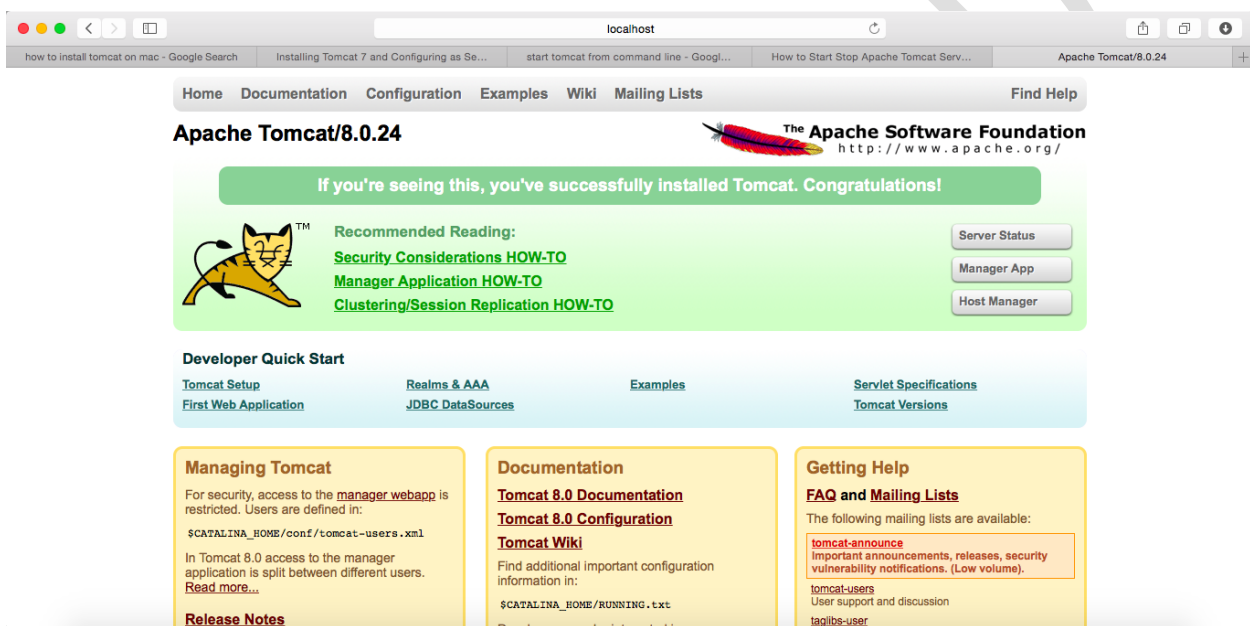 localhost
how to install tomcat on mac - Google Search
Installing Tomcat 7 and Configuring as Se...
start tomcat from command line - Googl...
How to Start Stop Apache Tomcat Serv...
Apache Tomcat/8.0.24
Home Documentation Configuration Examples Wiki Mailing Lists Find Help
Apache Tomcat/8.0.24
The Apache Software Foundation
http://www.apache.org/
If you're seeing this, you've successfully installed Tomcat. Congratulations!
TM
Recommended Reading:
Security Considerations HOW-TO
Manager Application HOW-TO
Clustering/Session Replication HOW-TO
Server Status
Manager App
Host Manager
Developer Quick Start
Tomcat Setup
First Web Application
Realms & AAA
JDBC DataSources
Examples
Servlet Specifications
Tomcat Versions
Managing Tomcat
For security, access to the manager webapp is
restricted. Users are defined in:
$CATALINA_HOME/conf/tomcat-users.xml
In Tomcat 8.0 access to the manager
application is split between different users.
Read more...
Release Notes
Documentation
Tomcat 8.0 Documentation
Tomcat 8.0 Configuration
Tomcat Wiki
Find additional important configuration
information in:
$CATALINA_HOME/RUNNING.txt
Getting Help
FAQ and Mailing Lists
The following mailing lists are available:
tomcat-announce
Important announcements, releases, security
vulnerability notifications. (Low volume).
tomcat-users
User support and discussion
taglibs-user